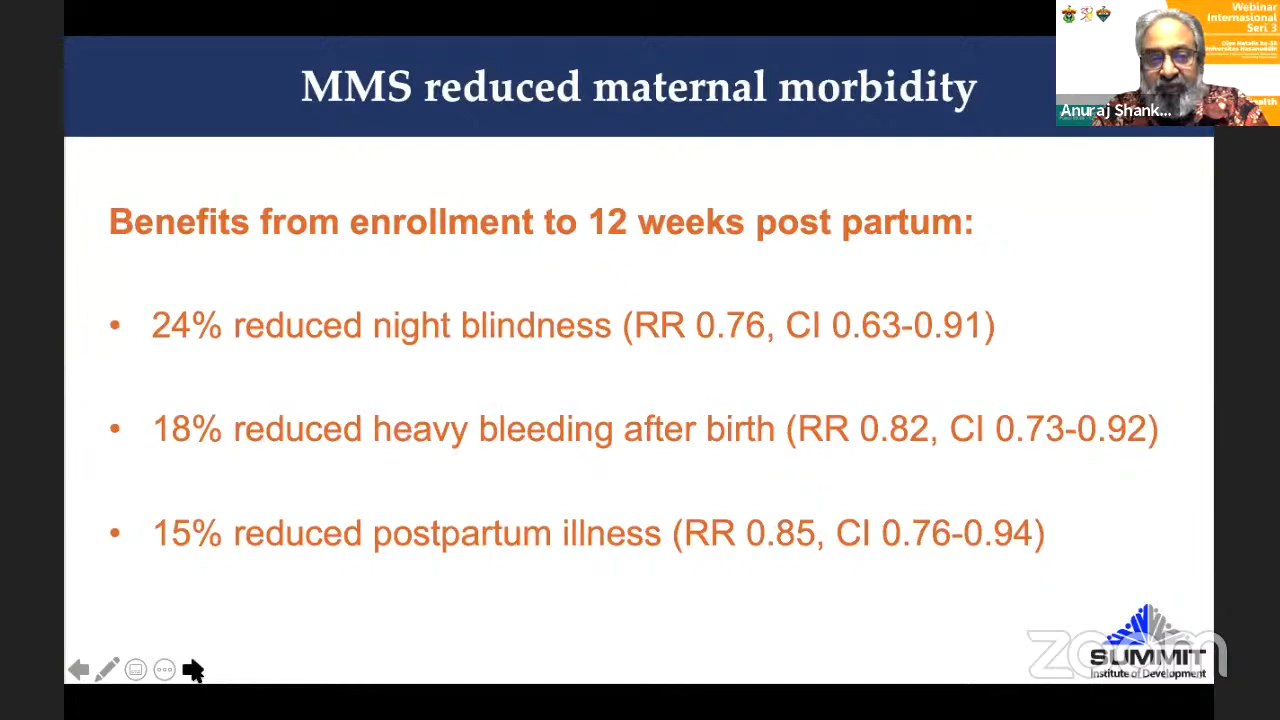 MMS reduced maternal morbidity
Webinar
Internasional
Seri 3
Anuraj Shank...
Benefits from enrollment to 12 weeks post partum:
• 24% reduced night blindness (RR 0.76, CI 0.63-0.91)
• 18% reduced heavy bleeding after birth (RR 0.82, CI 0.73-0.92)
• 15% reduced postpartum illness (RR 0.85, CI 0.76-0.94)
zoom
SUMMIT
Institute of Development